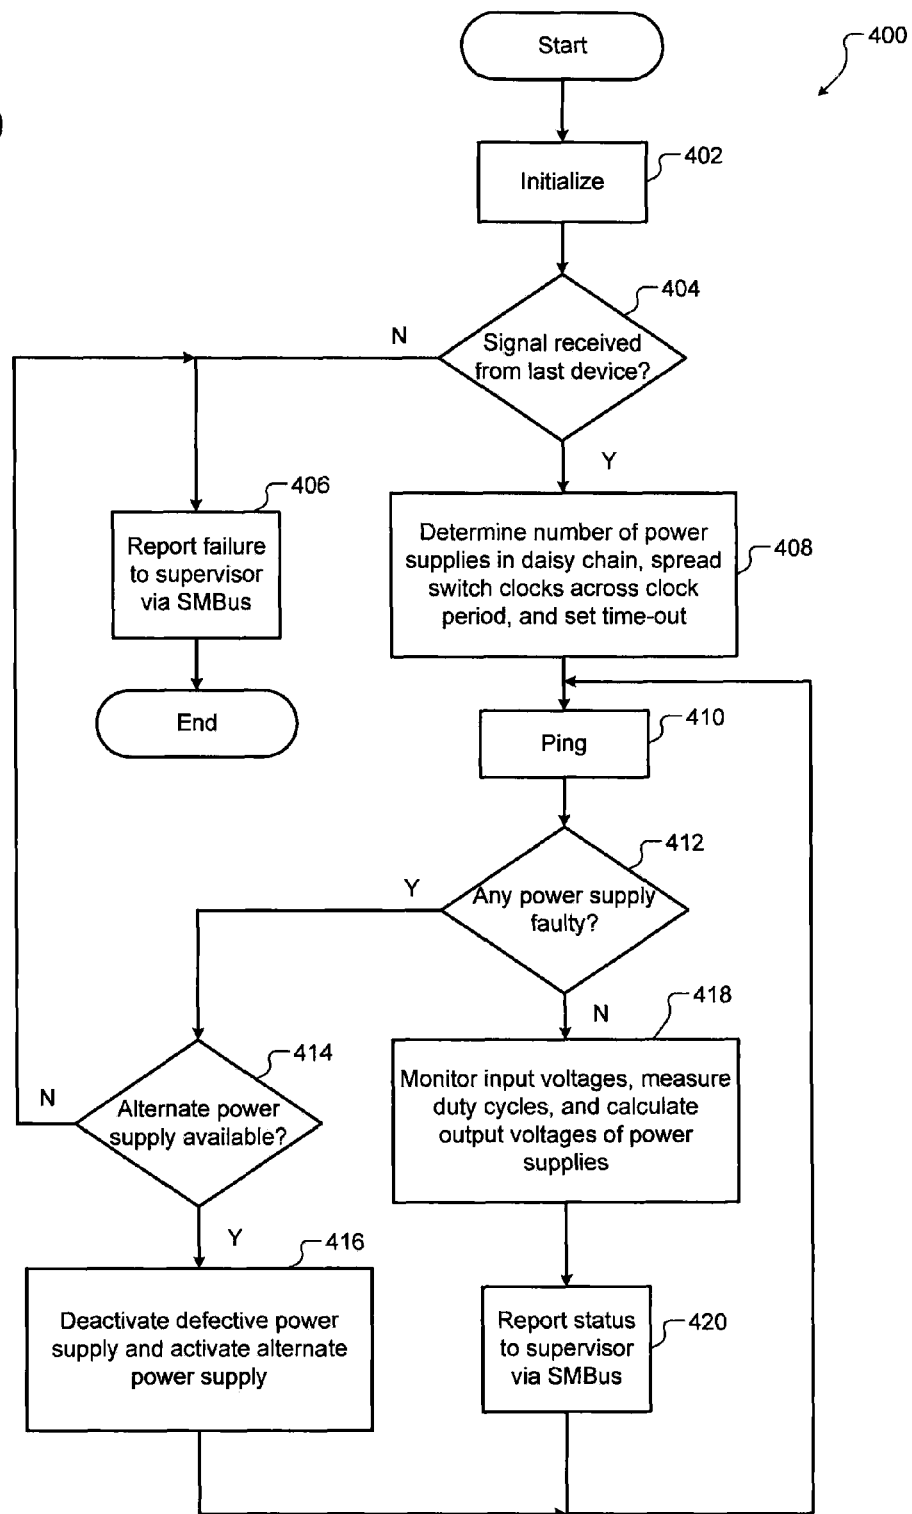 Start
400
Initialize
402
Signal received
from last device?
404
N
Y
Report failure
to supervisor
via SMBus
406
End
Determine number of power
supplies in daisy chain, spread
switch clocks across clock
period, and set time-out
408
Ping
410
Any power supply
faulty?
412
Y
N
Alternate power
supply available?
414
N
Y
Monitor input voltages, measure
duty cycles, and calculate
output voltages of power
supplies
418
Deactivate defective power
supply and activate alternate
power supply
416
Report status
to supervisor
via SMBus
420